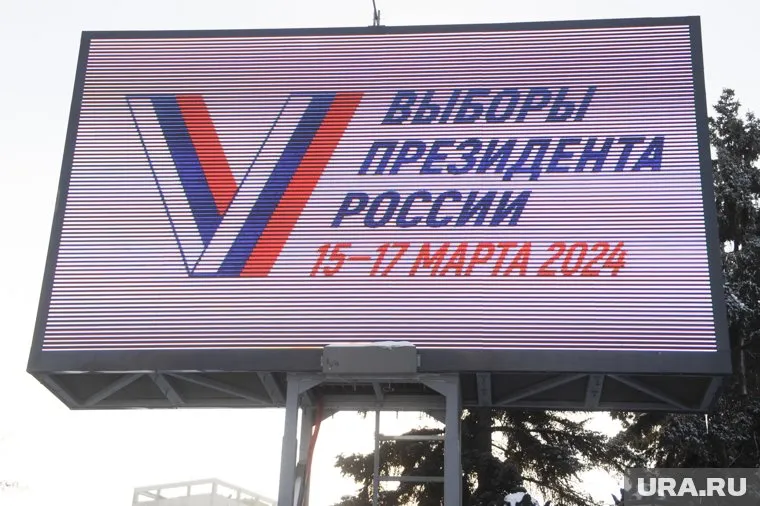 ВЫБОРЫ
ПРЕЗИДЕНТА
РОССИИ
15–17 МАРТА 2024
URA.RU